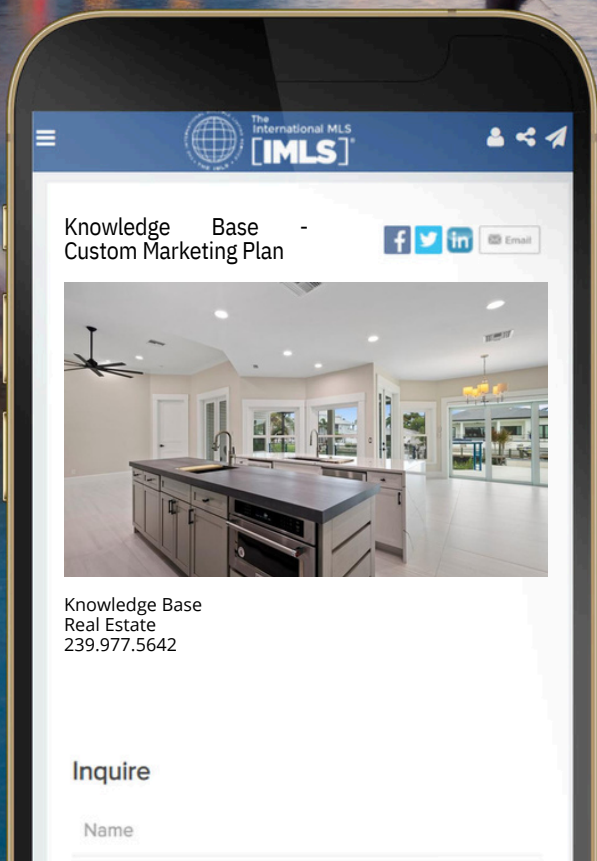 The
International MLS
[IMLS]®
Knowledge Base -
Custom Marketing Plan
Email
Knowledge Base
Real Estate
239.977.5642
Inquire
Name